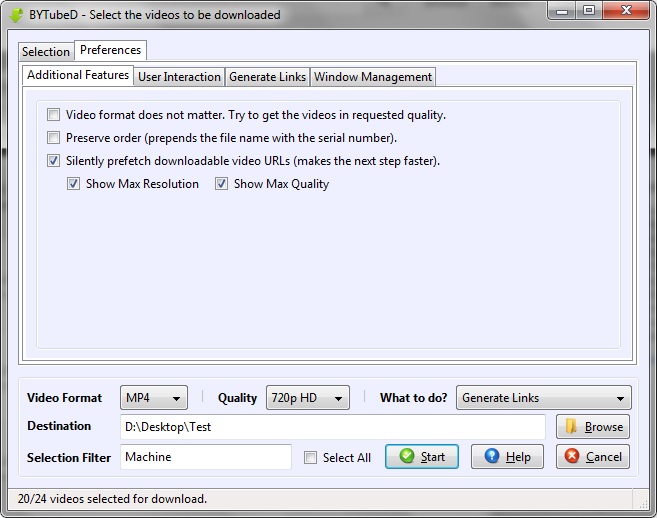 BYTubeD - Select the videos to be downloaded
Selection Preferences
Additional Features User Interaction Generate Links Window Management
Video format does not matter. Try to get the videos in requested quality.
Preserve order (prepends the file name with the serial number).
Silently prefetch downloadable video URLs (makes the next step faster).
Show Max Resolution Show Max Quality
Video Format MP4 Quality 720p HD What to do? Generate Links
Destination D:\Desktop\Test Browse
Selection Filter Machine Select All Start Help Cancel
20/24 videos selected for download.